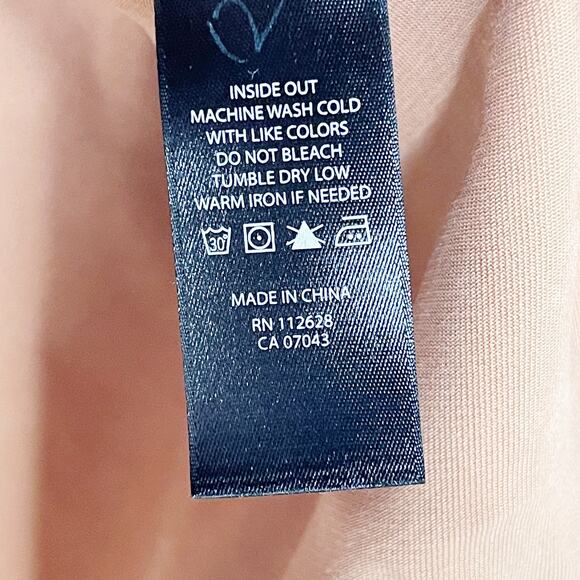 2
INSIDE OUT
MACHINE WASH COLD
WITH LIKE COLORS
DO NOT BLEACH
TUMBLE DRY LOW
WARM IRON IF NEEDED
30°
MADE IN CHINA
RN 112628
CA 07043